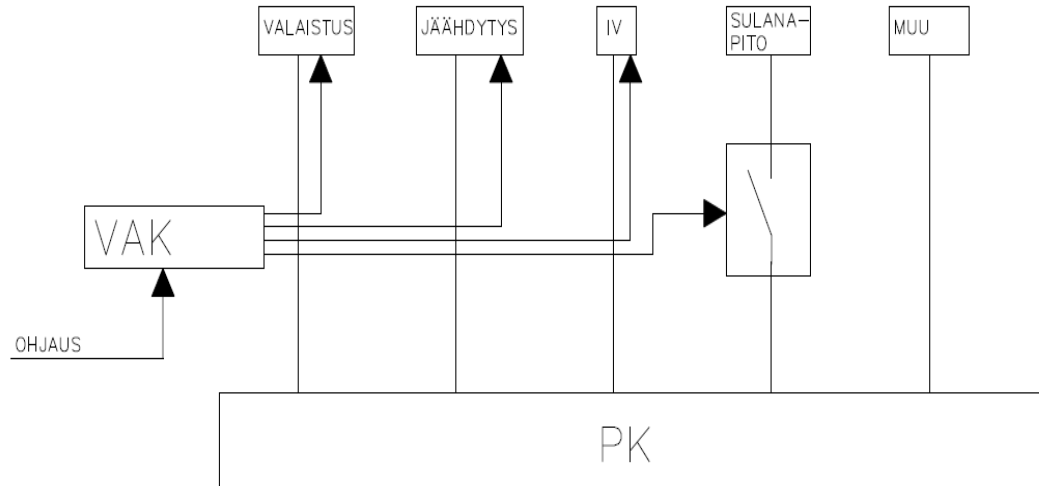 VALAISTUS
JÄÄHDYTYS
IV
SULANA-
PITO
MUU
VAK
OHJAUS
PK